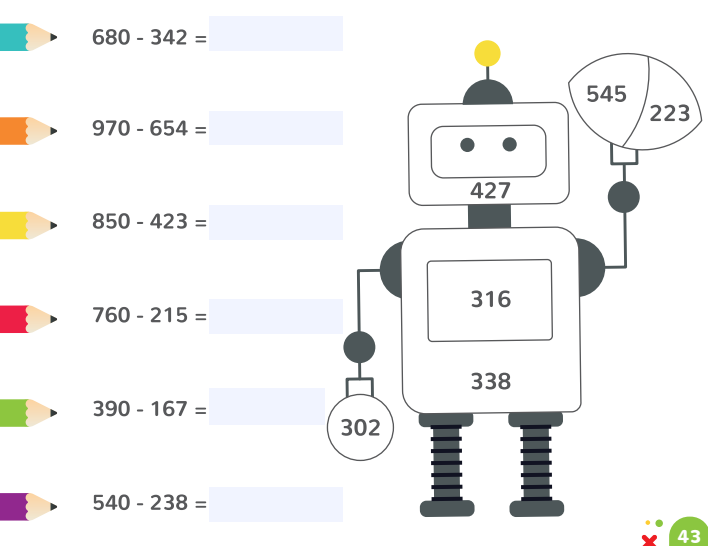 680 - 342 =
970 - 654 =
850 - 423 =
760 - 215 =
390 - 167 =
540 - 238 =
545
223
427
316
338
302
43